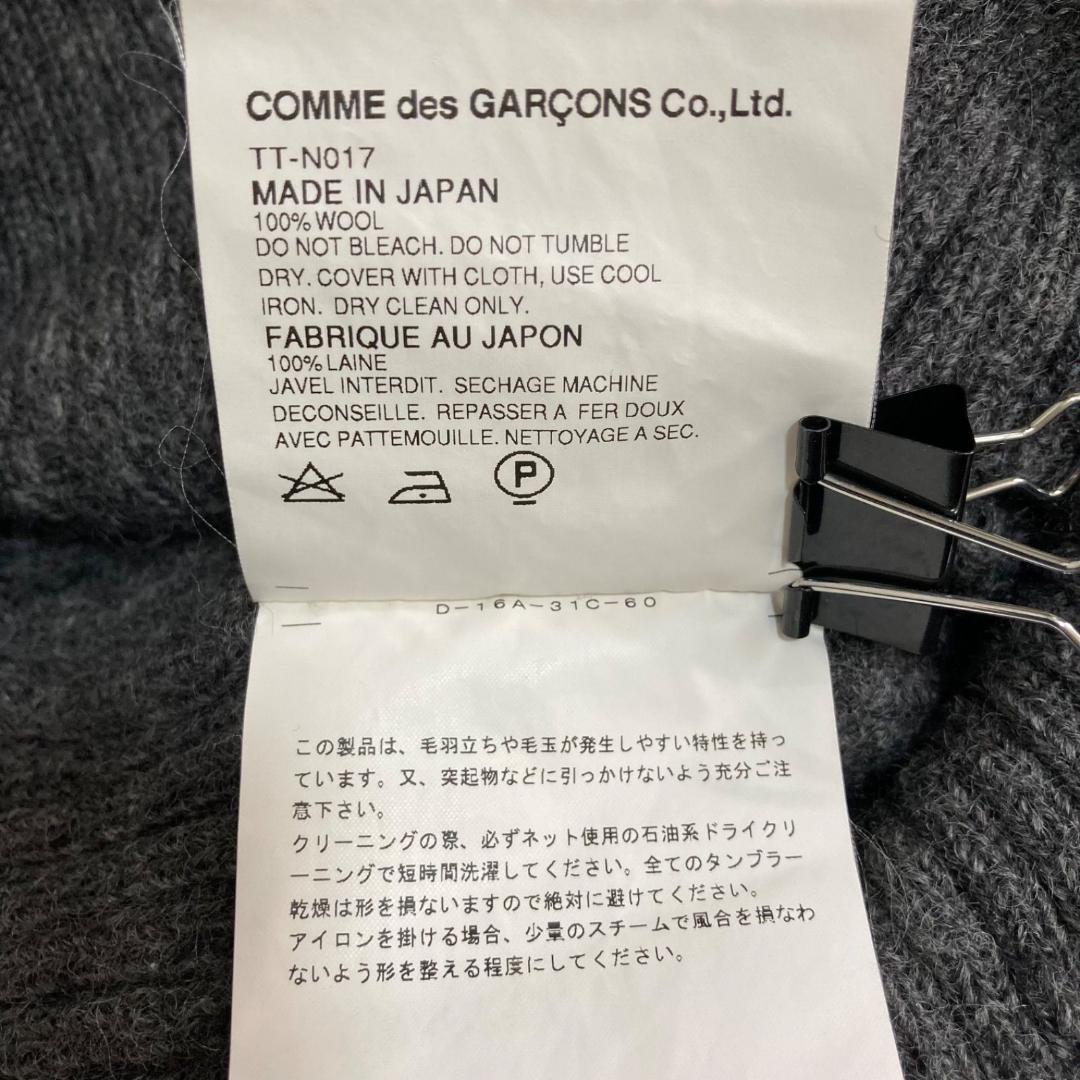 COMME des GARÇONS Co.,Ltd.
TT-N017
MADE IN JAPAN
100% WOOL
DO NOT BLEACH. DO NOT TUMBLE
DRY. COVER WITH CLOTH, USE COOL
IRON. DRY CLEAN ONLY.
FABRIQUE AU JAPON
100% LAINE
JAVEL INTERDIT. SECHAGE MACHINE
DECONSEILLE. REPASSER A FER DOUX
AVEC PATTEMOUILLE. NETTOYAGE A SEC.
P
D-16A-31C-60
この製品は、毛羽立ちや毛玉が発生しやすい特性を持っ
ています。又、突起物などに引っかけないよう充分ご注
意下さい。
クリーニングの際、必ずネット使用の石油系ドライクリ
ーニングで短時間洗濯してください。全てのタンブラー
乾燥は形を損ないますので絶対に避けてください。
アイロンを掛ける場合、少量のスチームで風合を損なわ
ないよう形を整える程度にしてください。